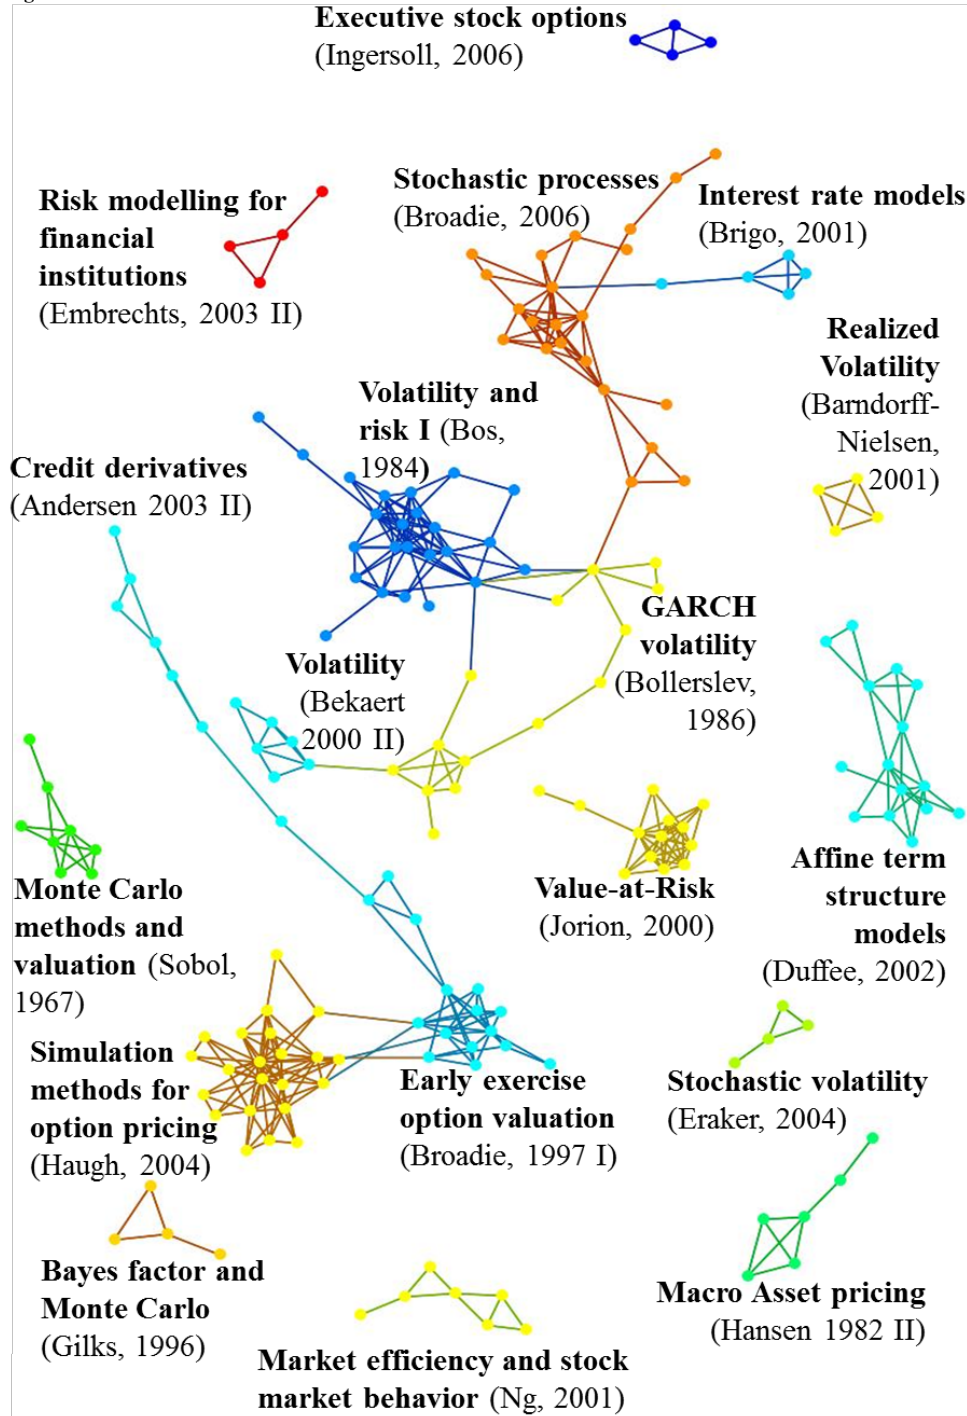 Executive stock options
(Ingersoll, 2006)
Stochastic processes
(Broadie, 2006)
Interest rate models
(Brigo, 2001)
Risk modelling for
financial
institutions
(Embrechts, 2003 II)
Realized
Volatility
(Barndorff-
Nielsen,
2001)
Volatility and
risk I (Bos,
1984)
Credit derivatives
(Andersen 2003 II)
GARCH
volatility
(Bollerslev,
1986)
Volatility
(Bekaert
2000 II)
Affine term
structure
models
(Duffee, 2002)
Value-at-Risk
(Jorion, 2000)
Monte Carlo
methods and
valuation (Sobol,
1967)
Simulation
methods for
option pricing
(Haugh, 2004)
Early exercise
option valuation
(Broadie, 1997 I)
Stochastic volatility
(Eraker, 2004)
Bayes factor and
Monte Carlo
(Gilks, 1996)
Macro Asset pricing
(Hansen 1982 II)
Market efficiency and stock
market behavior (Ng, 2001)